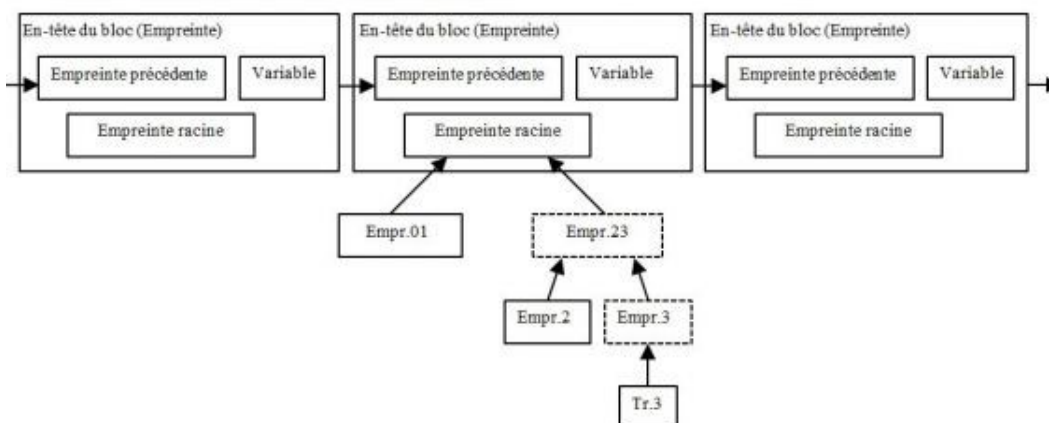 En-tête du bloc (Empreinte)
Empreinte précédente
Variable
Empreinte racine
En-tête du bloc (Empreinte)
Empreinte précédente
Variable
Empreinte racine
En-tête du bloc (Empreinte)
Empreinte précédente
Variable
Empreinte racine
Empr.01
Empr.23
Empr.2
Empr.3
Tr.3